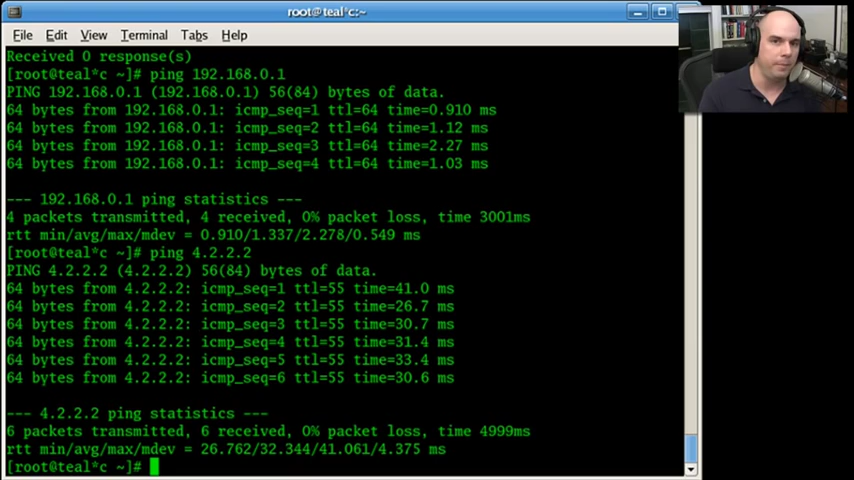 root@teal*c:~
File Edit View Terminal Tabs Help
Received 0 response(s)
[root@teal*c ~]# ping 192.168.0.1
PING 192.168.0.1 (192.168.0.1) 56(84) bytes of data.
64 bytes from 192.168.0.1: icmp_seq=1 ttl=64 time=0.910 ms
64 bytes from 192.168.0.1: icmp_seq=2 ttl=64 time=1.12 ms
64 bytes from 192.168.0.1: icmp_seq=3 ttl=64 time=2.27 ms
64 bytes from 192.168.0.1: icmp_seq=4 ttl=64 time=1.03 ms
--- 192.168.0.1 ping statistics ---
4 packets transmitted, 4 received, 0% packet loss, time 3001ms
rtt min/avg/max/mdev = 0.910/1.337/2.278/0.549 ms
[root@teal*c ~]# ping 4.2.2.2
PING 4.2.2.2 (4.2.2.2) 56(84) bytes of data.
64 bytes from 4.2.2.2: icmp_seq=1 ttl=55 time=41.0 ms
64 bytes from 4.2.2.2: icmp_seq=2 ttl=55 time=26.7 ms
64 bytes from 4.2.2.2: icmp_seq=3 ttl=55 time=30.7 ms
64 bytes from 4.2.2.2: icmp_seq=4 ttl=55 time=31.4 ms
64 bytes from 4.2.2.2: icmp_seq=5 ttl=55 time=33.4 ms
64 bytes from 4.2.2.2: icmp_seq=6 ttl=55 time=30.6 ms
--- 4.2.2.2 ping statistics ---
6 packets transmitted, 6 received, 0% packet loss, time 4999ms
rtt min/avg/max/mdev = 26.762/32.344/41.061/4.375 ms
[root@teal*c ~]#